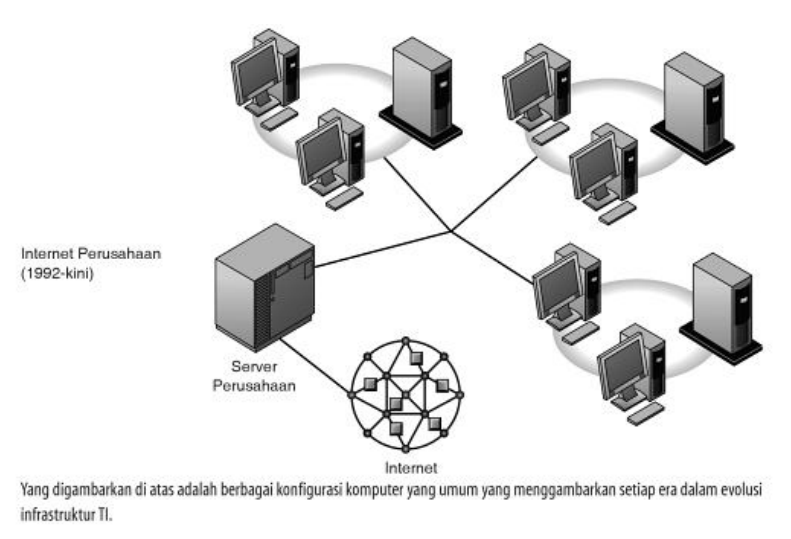 Internet Perusahaan
(1992-kini)
Server
Perusahaan
Internet
Yang digambarkan di atas adalah berbagai konfigurasi komputer yang umum yang menggambarkan setiap era dalam evolusi
infrastruktur TI.